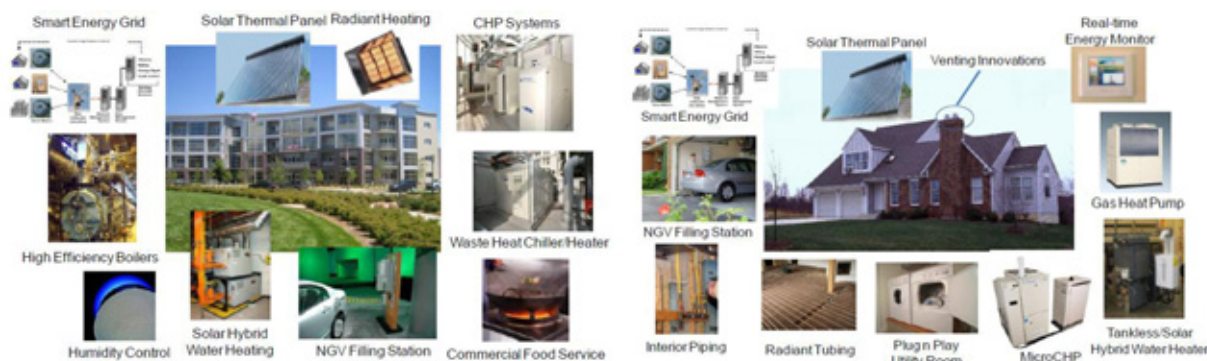 Smart Energy Grid
Solar Thermal Panel
Radiant Heating
CHP Systems
High Efficiency Boilers
Waste Heat Chiller/Heater
Humidity Control
Solar Hybrid
Water Heating
NGV Filling Station
Commercial Food Service
Smart Energy Grid
Solar Thermal Panel
Venting Innovations
Real-time
Energy Monitor
NGV Filling Station
Gas Heat Pump
Interior Piping
Radiant Tubing
Plug n Play
Utility Room
MicroCHP
Tankless/Solar
Hybrid Water Heater